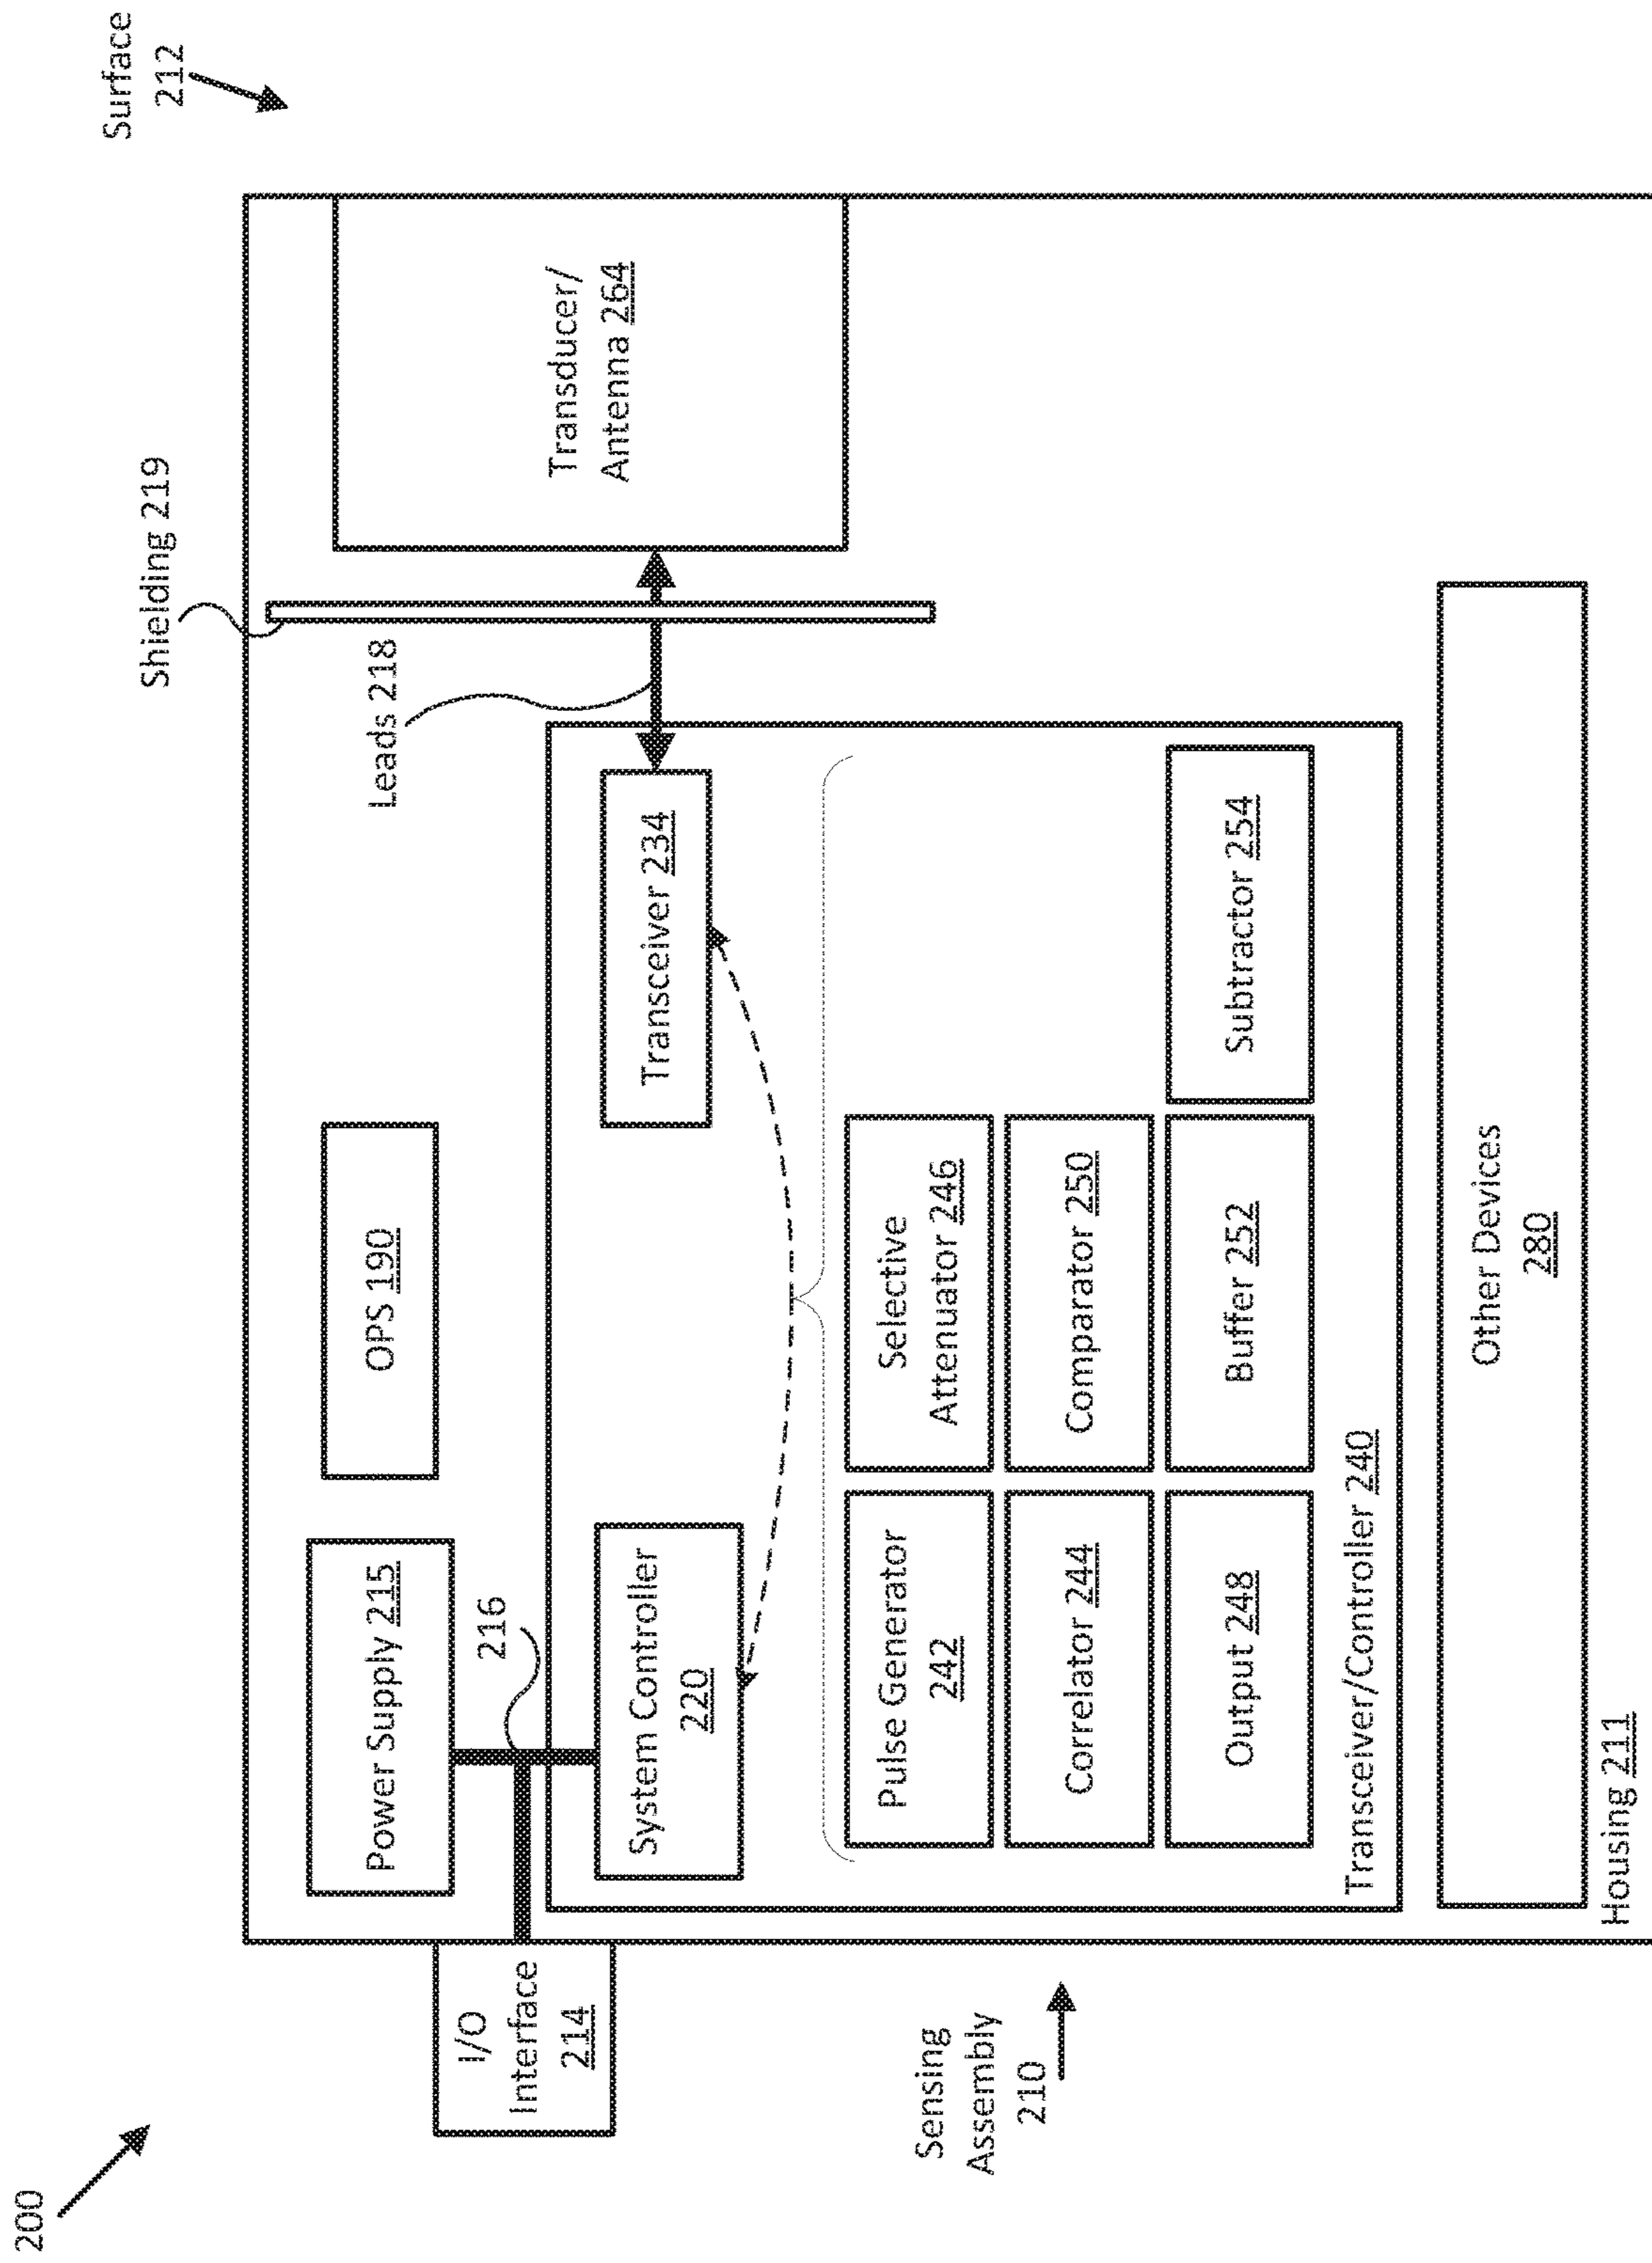 200
Surface
212
Shielding 219
Leads 218
I/O
Interface
214
Power Supply 215
OPS 190
216
Transducer/
Antenna 264
System Controller
220
Transceiver 234
Pulse Generator
242
Selective
Attenuator 246
Correlator 244
Comparator 250
Output 248
Buffer 252
Subtractor 254
Transceiver/Controller 240
Sensing
Assembly
210
Other Devices
280
Housing 211